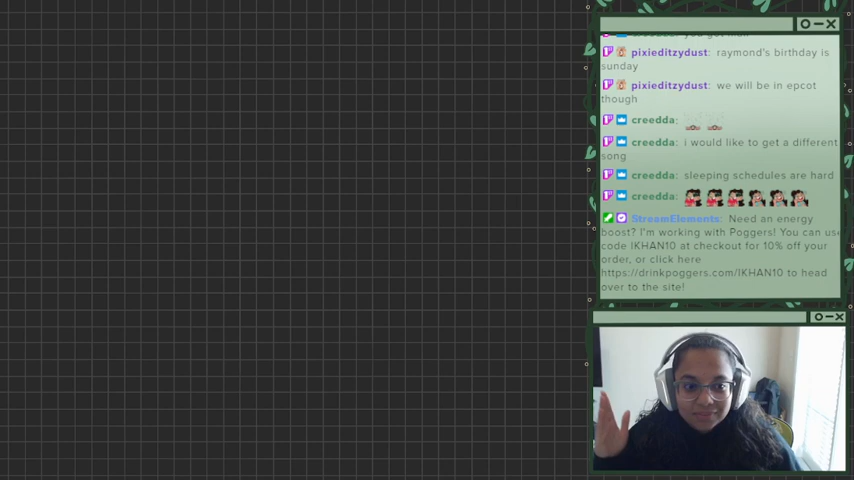 pixieditzydust: raymond's birthday is
sunday
pixieditzydust: we will be in epcot
though
creedda:
creedda: i would like to get a different
song
creedda: sleeping schedules are hard
creedda:
StreamElements: Need an energy
boost? I'm working with Poggers! You can use
code IKHAN10 at checkout for 10% off your
order, or click here
https://drinkpoggers.com/IKHAN10 to head
over to the site!